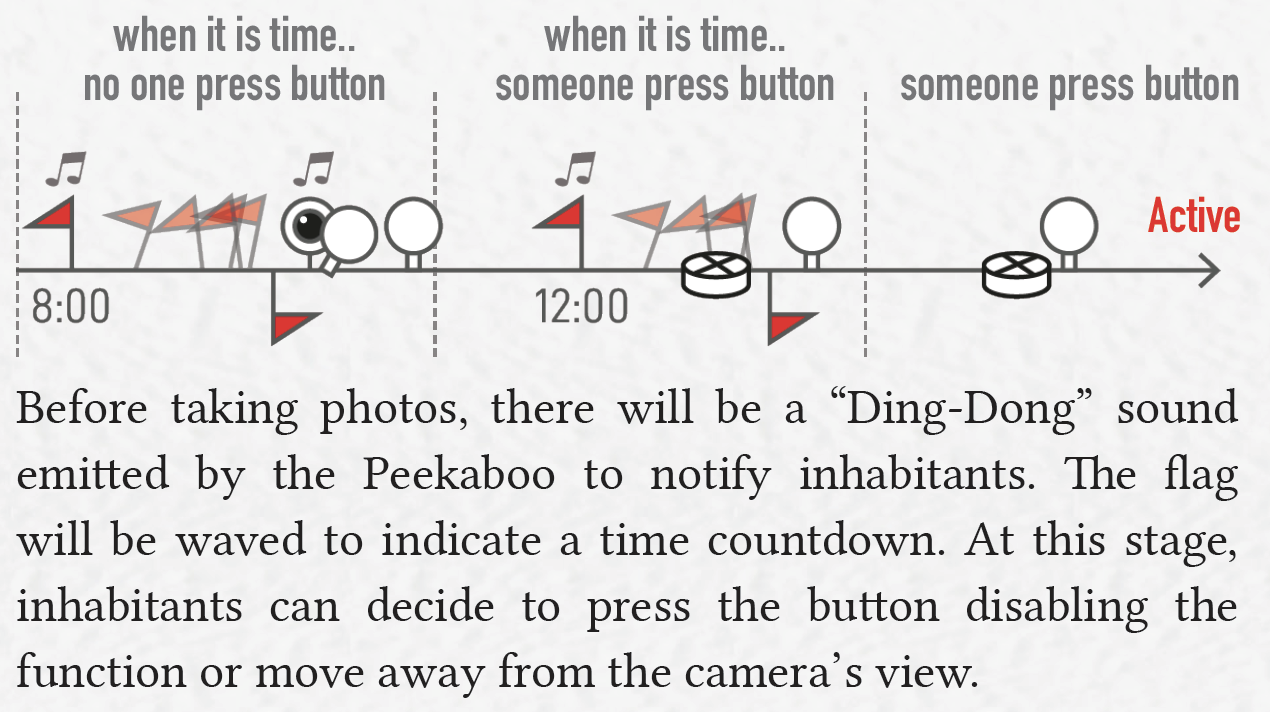 when it is time..
no one press button
when it is time..
someone press button
someone press button
Active
8:00
12:00
Before taking photos, there will be a “Ding-Dong” sound
emitted by the Peekaboo to notify inhabitants. The flag
will be waved to indicate a time countdown. At this stage,
inhabitants can decide to press the button disabling the
function or move away from the camera’s view.